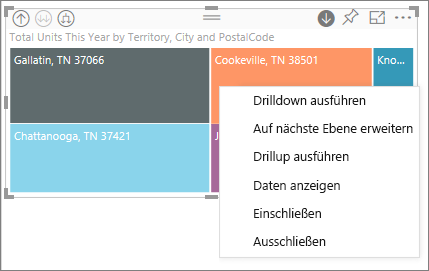 Total Units This Year by Territory, City and PostalCode
Gallatin, TN 37066
Cookeville, TN 38501
Kno...
Chattanooga, TN 37421
Drilldown ausführen
Auf nächste Ebene erweitern
Drillup ausführen
Daten anzeigen
Einschließen
Ausschließen